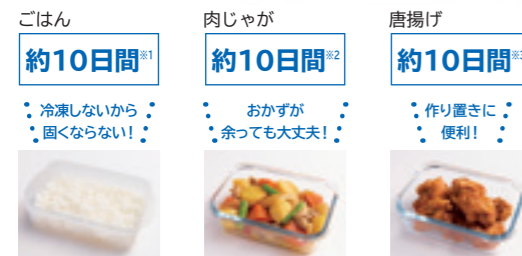 ごはん
約10日間※1
冷凍しないから
固くならない！
肉じゃが
約10日間※2
おかずが
余っても大丈夫！
唐揚げ
約10日間※3
作り置きに
便利！